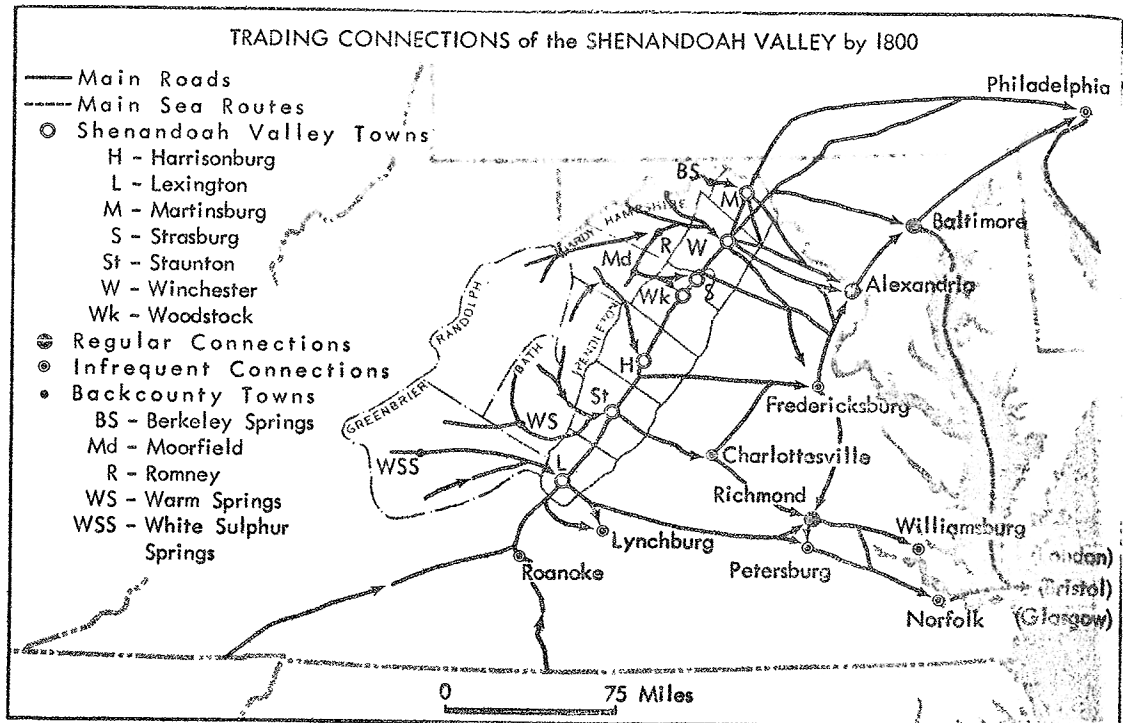 TRADING CONNECTIONS of the SHENANDOAH VALLEY by 1800
Main Roads
Main Sea Routes
Shenandoah Valley Towns
H - Harrisonburg
L - Lexington
M - Martinsburg
S - Strasburg
St - Staunton
W - Winchester
Wk - Woodstock
Regular Connections
Infrequent Connections
Backcounty Towns
BS - Berkeley Springs
Md - Moorfield
R - Romney
WS - Warm Springs
WSS - White Sulphur
Springs
Philadelphia
BS
M
Baltimore
HARDY
HAMPSHIRE
R
W
Md
Alexandria
S
Wk
RANDOLPH
PENDLETON
BATH
H
GREENBRIER
St
Fredericksburg
WS
Charlottesville
WSS
L
Richmond
Williamsburg
Lynchburg
Petersburg
Roanoke
(London)
(Bristol)
Norfolk (Glasgow)
0 75 Miles